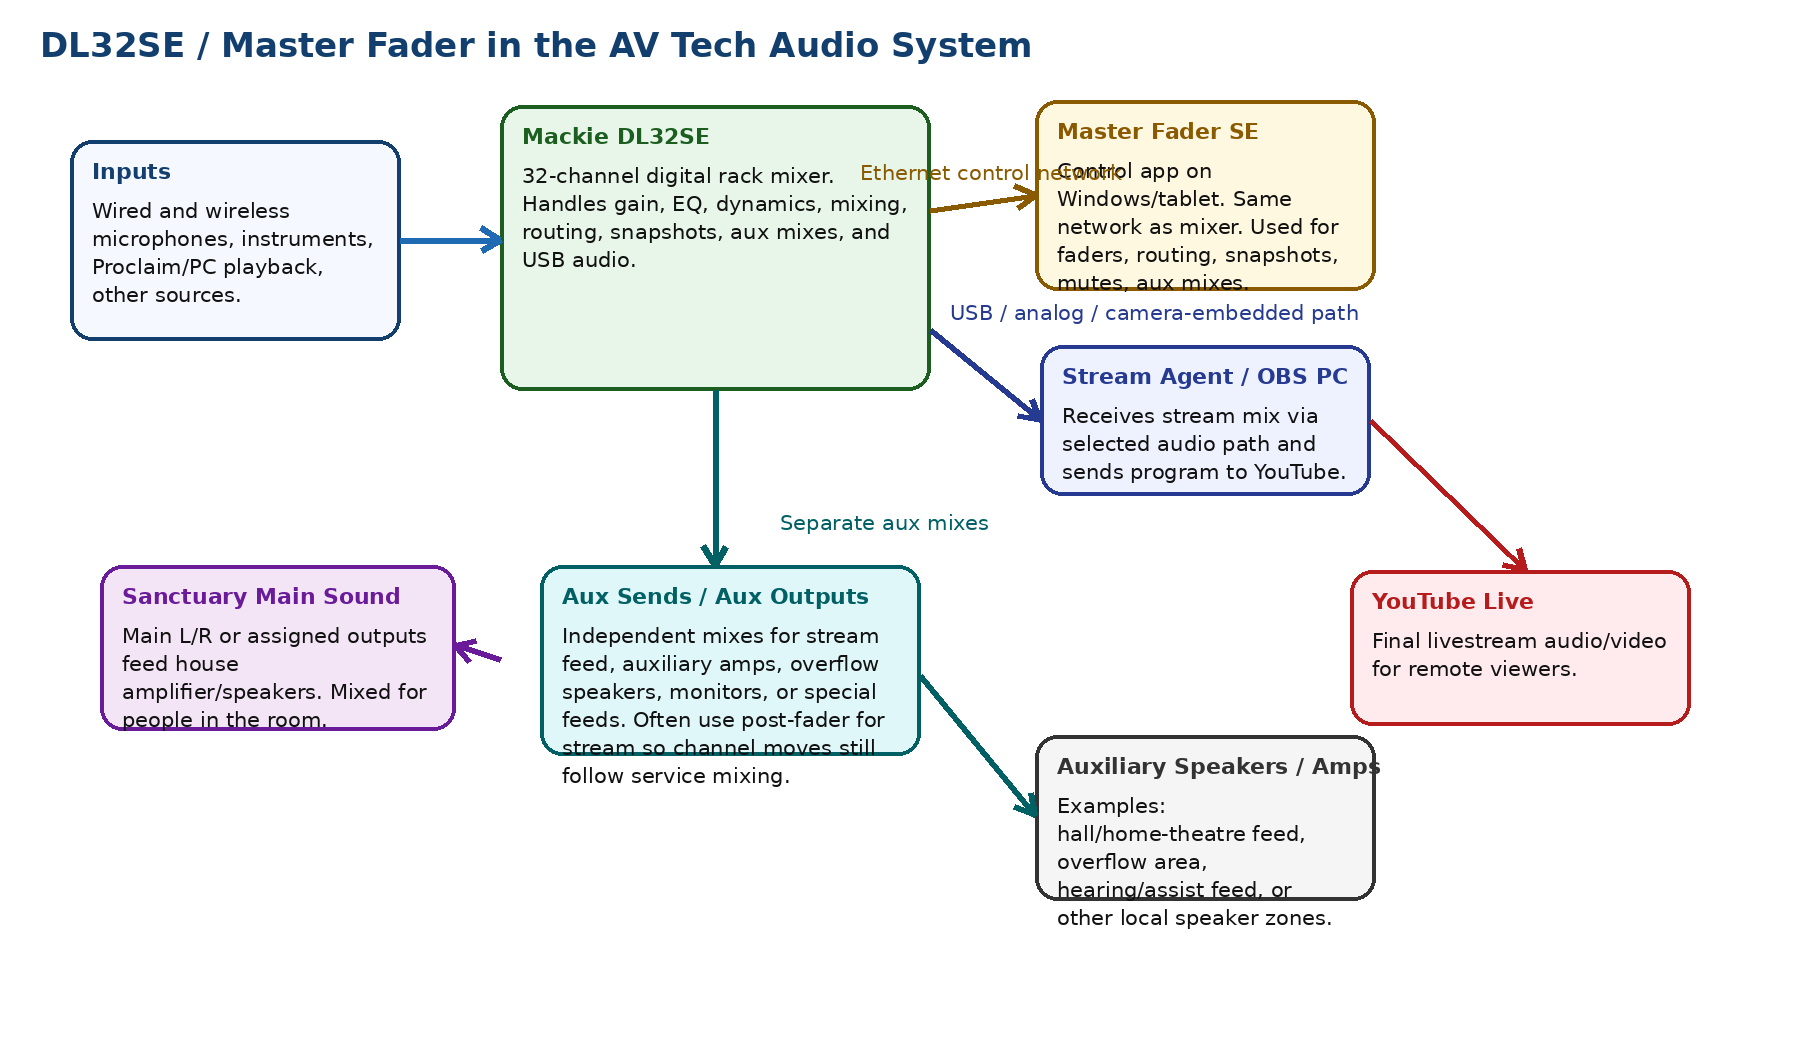 DL32SE / Master Fader in the AV Tech Audio System
Inputs
Wired and wireless
microphones, instruments,
Proclaim/PC playback,
other sources.
Mackie DL32SE
32-channel digital rack mixer.
Handles gain, EQ, dynamics, mixing,
routing, snapshots, aux mixes, and
USB audio.
Ethernet control network
Master Fader SE
Control app on
Windows/tablet. Same
network as mixer. Used for
faders, routing, snapshots,
mutes, aux mixes.
USB / analog / camera-embedded path
Stream Agent / OBS PC
Receives stream mix via
selected audio path and
sends program to YouTube.
Separate aux mixes
Sanctuary Main Sound
Main L/R or assigned outputs
feed house
amplifier/speakers. Mixed for
people in the room.
Aux Sends / Aux Outputs
Independent mixes for stream
feed, auxiliary amps, overflow
speakers, monitors, or special
feeds. Often use post-fader for
stream so channel moves still
follow service mixing.
YouTube Live
Final livestream audio/video
for remote viewers.
Auxiliary Speakers / Amps
Examples:
hall/home-theatre feed,
overflow area,
hearing/assist feed, or
other local speaker zones.